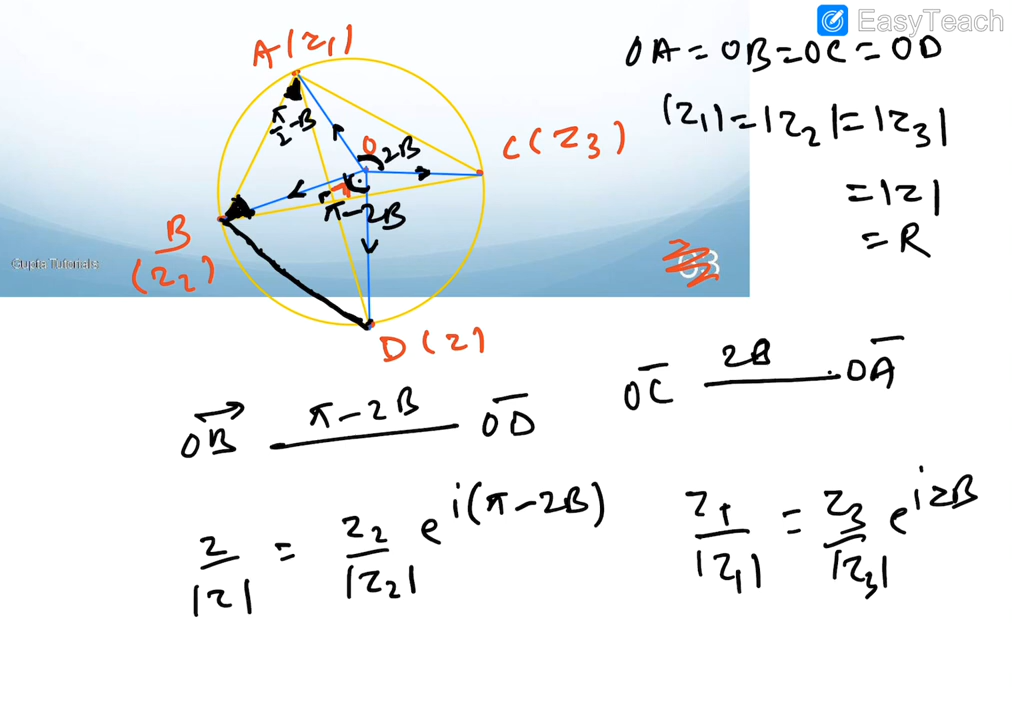 EasyTeach
A(z₁)
OA = OB = OC = OD
π/2 - B
O
2B
|z₁| = |z₂| = |z₃|
C(z₃)
= |z|
π-2B
= R
B
(z₂)
Gupta Tutorials
D(z)
OB π-2B OD
OC 2B OA
z/|z| = z₂/|z₂| e^{i(π-2B)}
z₁/|z₁| = z₃/|z₃| e^{i2B}